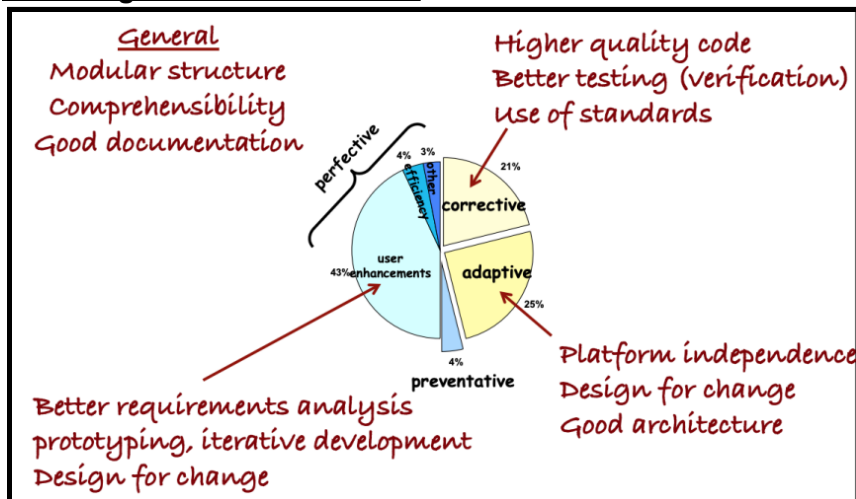 General
Modular structure
Comprehensibility
Good documentation
Higher quality code
Better testing (verification)
Use of standards
perfective
4%
3%
efficiency
other
21%
corrective
user
43%enhancements
adaptive
25%
4%
preventative
Platform independence
Design for change
Good architecture
Better requirements analysis
prototyping, iterative development
Design for change